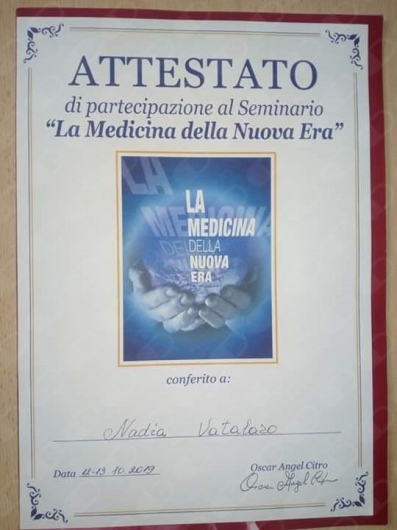 ATTESTATO
di partecipazione al Seminario
“La Medicina della Nuova Era”
LA
MEDICINA
DELLA
NUOVA
ERA
conferito a:
Nadia Vatalaro
Data 12-13 10.2019
Oscar Angel Citro